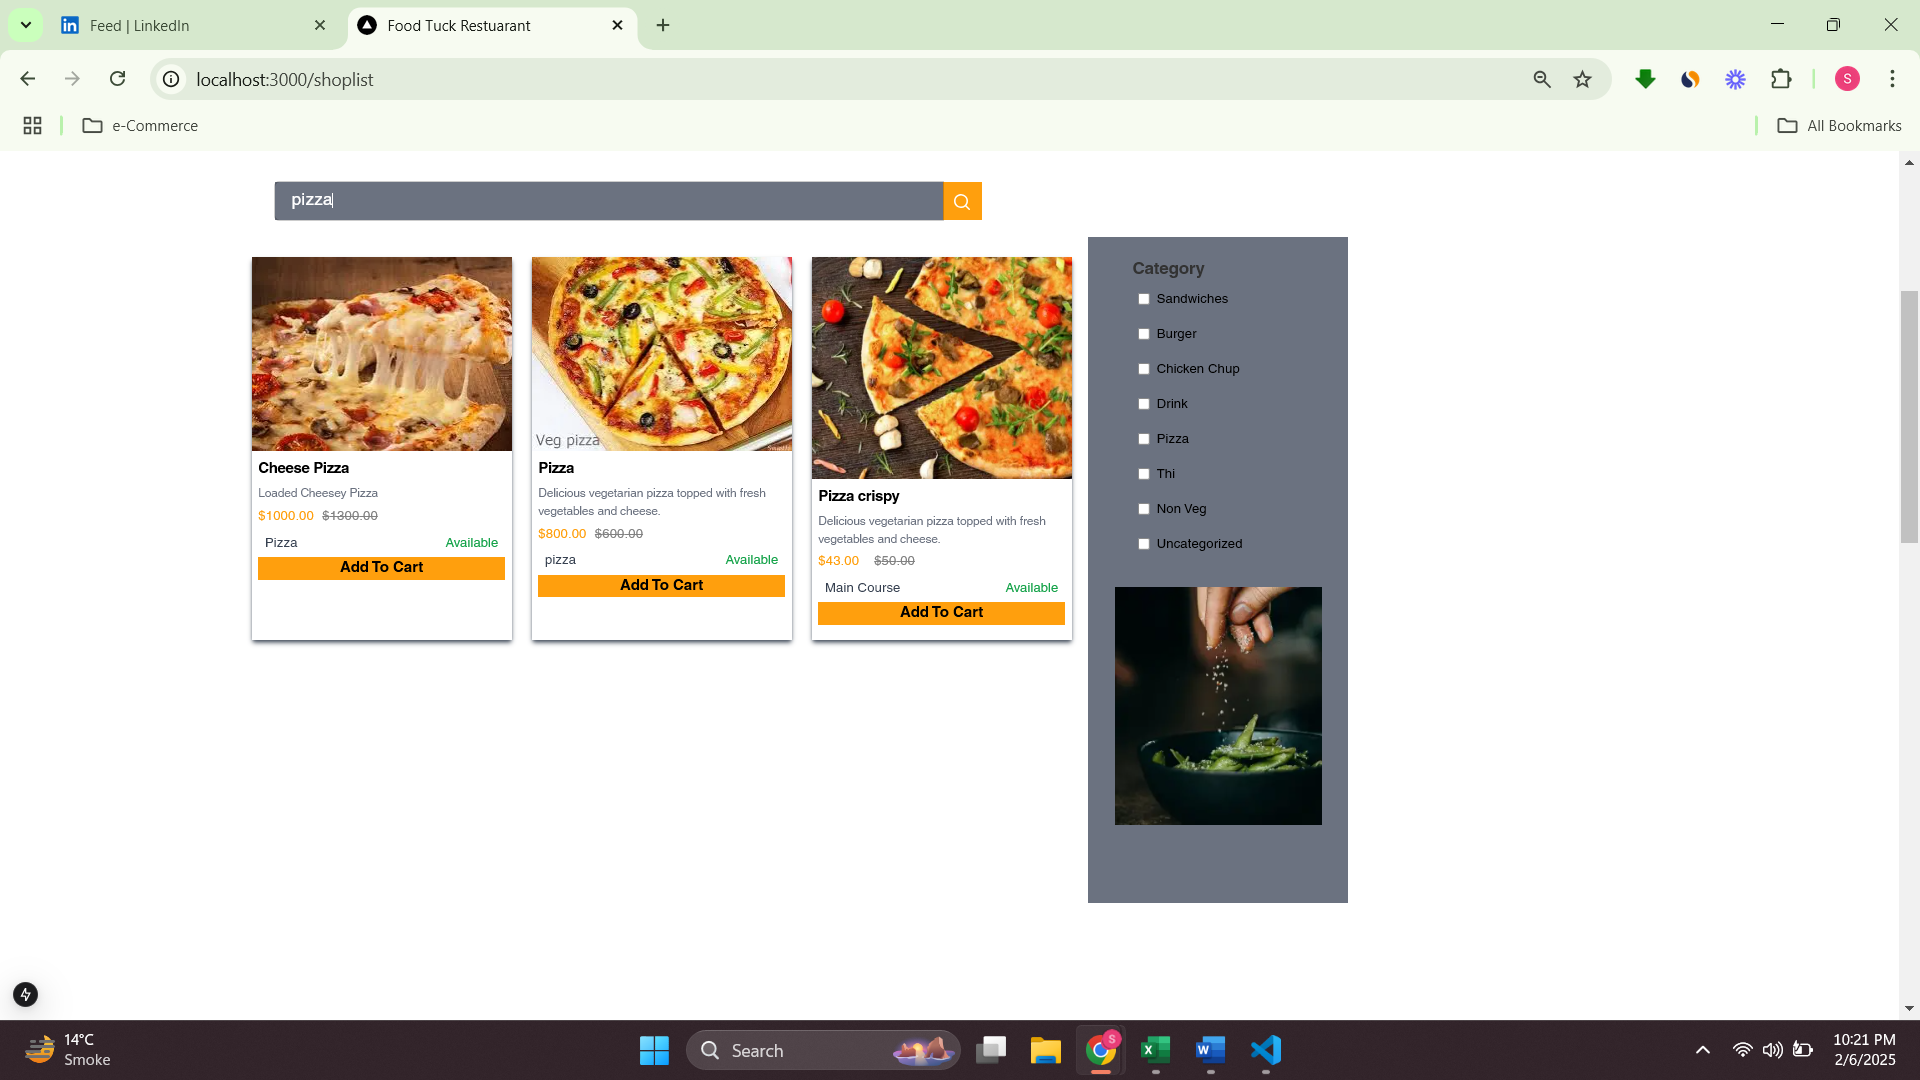 Feed | LinkedIn
Food Tuck Restuarant
localhost:3000/shoplist
S
e-Commerce
All Bookmarks
pizza
Veg pizza
Cheese Pizza
Loaded Cheesey Pizza
$1000.00 $1300.00
Pizza Available
Add To Cart
Pizza
Delicious vegetarian pizza topped with fresh
vegetables and cheese.
$800.00 $600.00
pizza Available
Add To Cart
Pizza crispy
Delicious vegetarian pizza topped with fresh
vegetables and cheese.
$43.00 $50.00
Main Course Available
Add To Cart
Category
Sandwiches
Burger
Chicken Chup
Drink
Pizza
Thi
Non Veg
Uncategorized
14°C
Smoke
Search
S
10:21 PM
2/6/2025